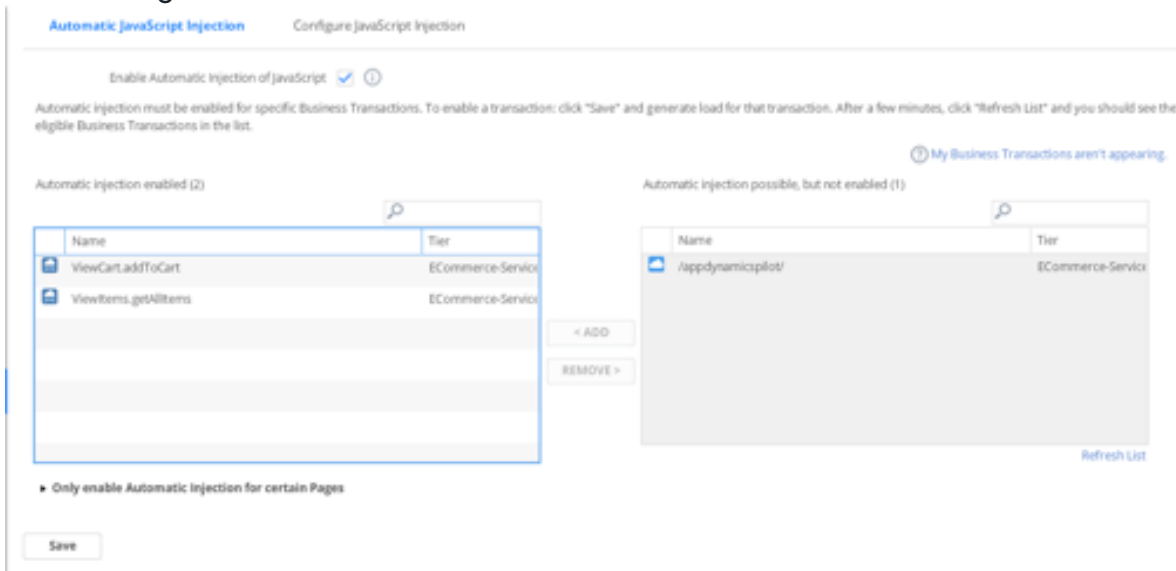 Automatic JavaScript Injection
Configure JavaScript Injection
Enable Automatic Injection of JavaScript
Automatic injection must be enabled for specific Business Transactions. To enable a transaction: click "Save" and generate load for that transaction. After a few minutes, click "Refresh List" and you should see the
eligible Business Transactions in the list.
My Business Transactions aren't appearing.
Automatic injection enabled (2)
Automatic injection possible, but not enabled (1)
Name Tier
ViewCart.addToCart ECommerce-Service
ViewItems.getAllItems ECommerce-Service
Name Tier
/appdynamicspilot/ ECommerce-Service
< ADD
REMOVE >
Refresh List
Only enable Automatic Injection for certain Pages
Save